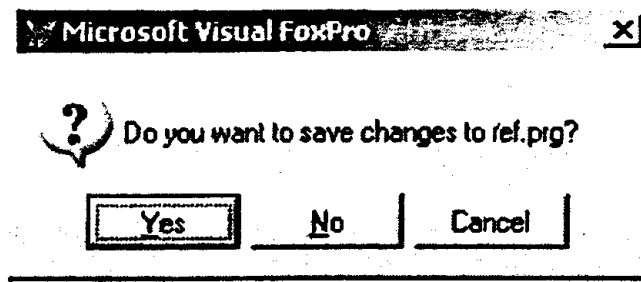 Microsoft Visual FoxPro
Do you want to save changes to ref.prg?
Yes No Cancel